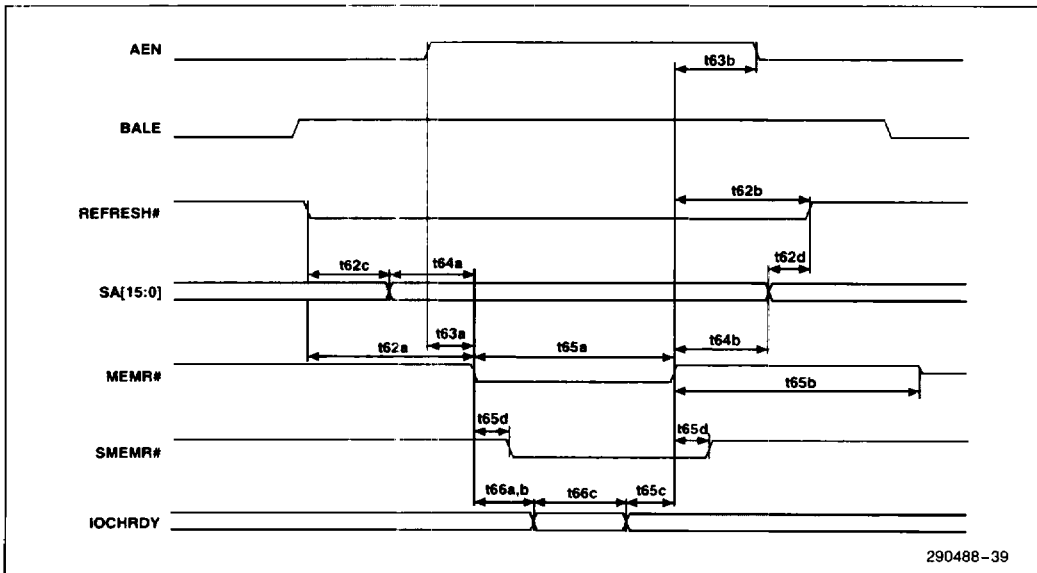 AEN
t63b
BALE
t62b
REFRESH#
t62c
t64a
t62d
SA[15:0]
t63a
t62a
t65a
t64b
MEMR#
t65b
t65d
t65d
SMEMR#
t66a,b
t66c
t65c
IOCHRDY
290488-39